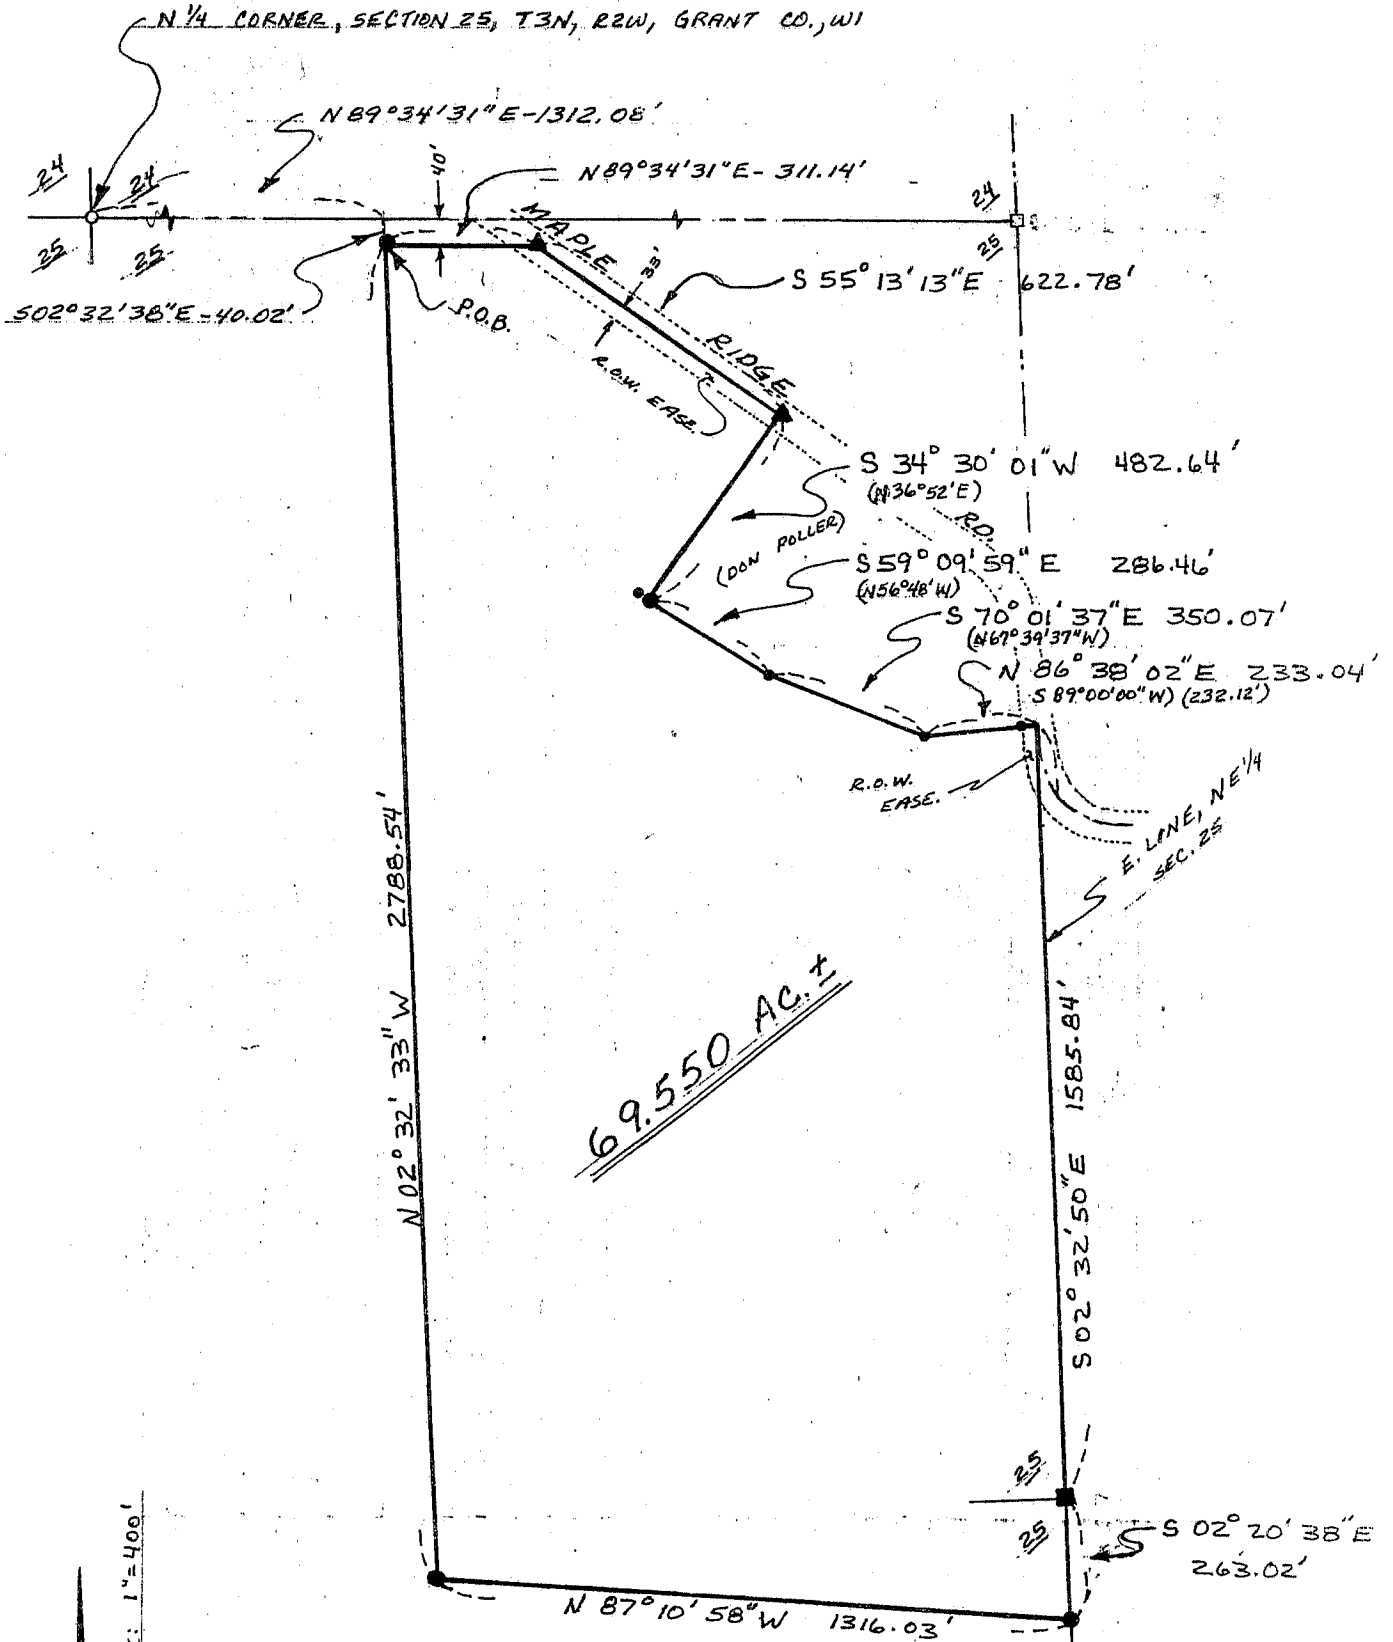 N 1/4 CORNER, SECTION 25, T3N, R2W, GRANT CO., WI
N 89°34'31" E-1312.08'
40'
N89°34'31"E- 311.14'
24
24
24
25
25
25
MAPLE
33'
S 55° 13' 13"E 622.78'
S02°32'38"E-40.02'
P.O.B.
RIDGE
R.O.W. EASE.
S 34° 30' 01"W 482.64'
(N36°52'E)
RD.
(DON POLLER)
S 59° 09' 59" E 286.46'
(N56°48'W)
S 70° 01' 37"E 350.07'
(N67°39'37"W)
N 86° 38' 02"E 233.04'
S 89°00'00"W) (232.12')
R.O.W.
EASE.
E. LINE, NE 1/4
SEC. 25
N 02° 32' 33" W 2788.54'
69.550 AC. ±
S 02° 32' 50"E 1585.84'
25
25
S 02° 20' 38"E
263.02'
1"=400'
N 87° 10' 58"W 1316.03'